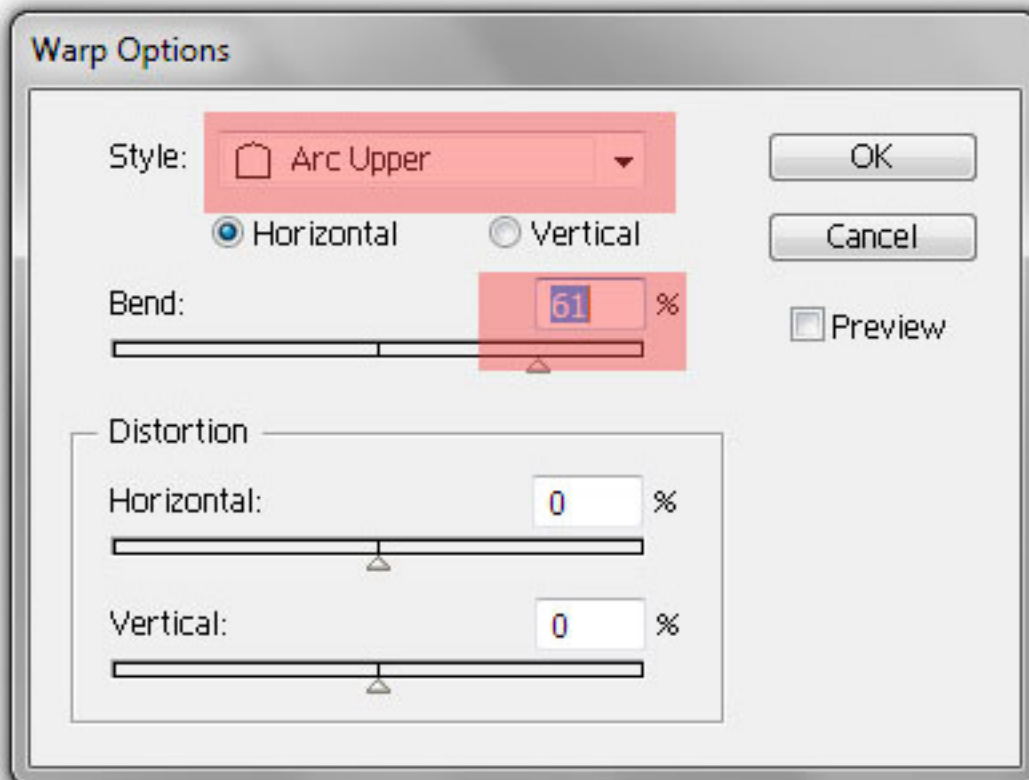 Warp Options
Style: Arc Upper OK
Horizontal Vertical Cancel
Bend: 61 % Preview
Distortion
Horizontal: 0 %
Vertical: 0 %